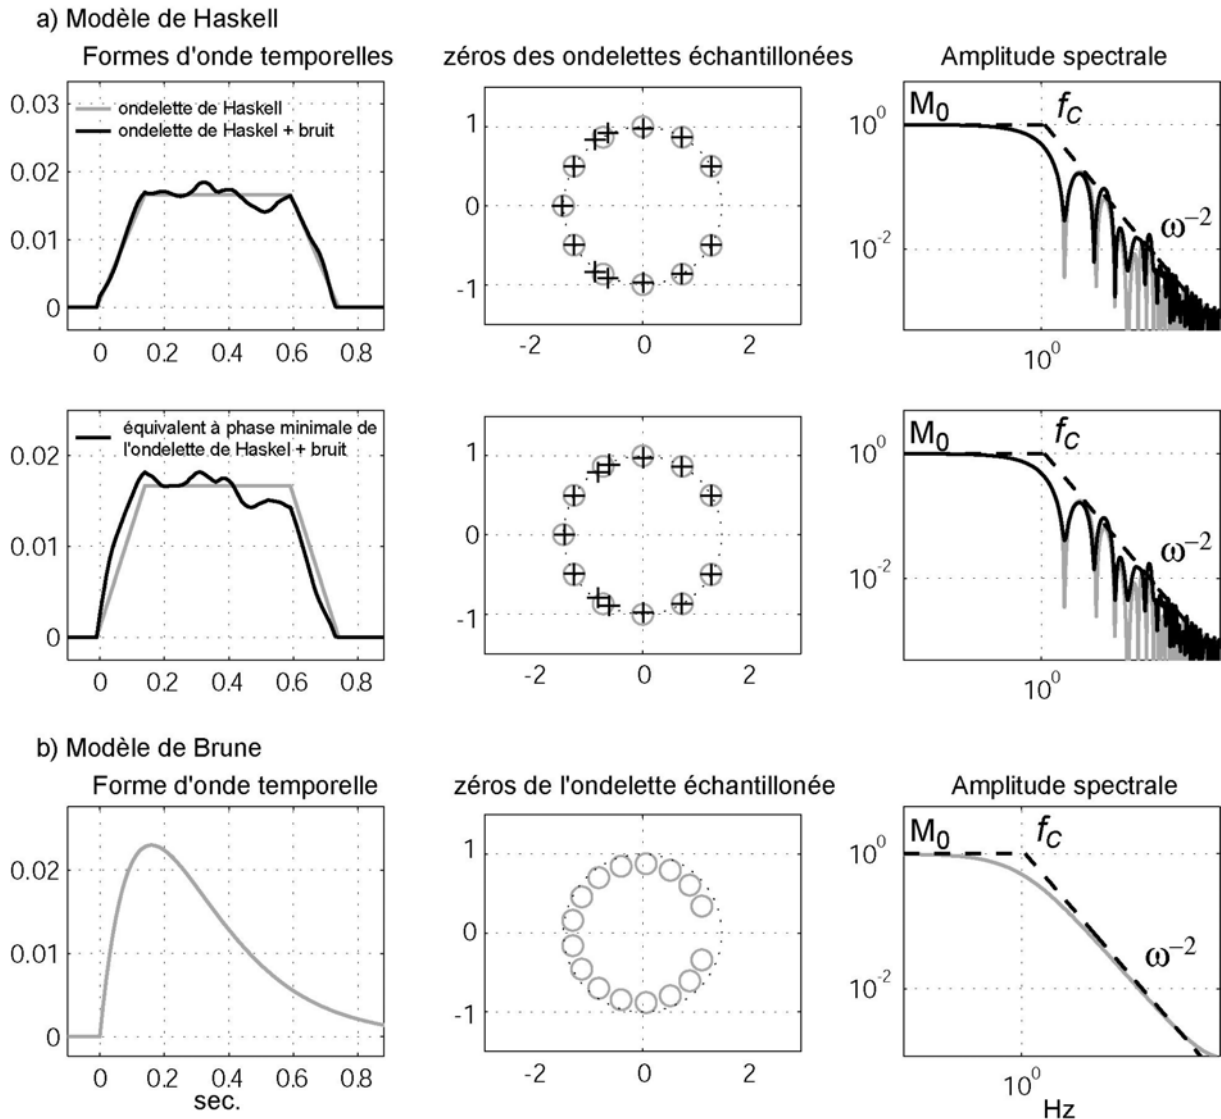 a) Modèle de Haskell
Formes d'onde temporelles
zéros des ondelettes échantillonées
Amplitude spectrale
0.03
0.02
0.01
0
ondelette de Haskell
ondelette de Haskel + bruit
0 0.2 0.4 0.6 0.8
1
0
-1
-2 0 2
M0
fC
ω−2
10^0
10^-2
10^0
0.02
0.01
0
équivalent à phase minimale de
l'ondelette de Haskel + bruit
0 0.2 0.4 0.6 0.8
1
0
-1
-2 0 2
M0
fC
ω−2
10^0
10^-2
10^0
b) Modèle de Brune
Forme d'onde temporelle
zéros de l'ondelette échantillonée
Amplitude spectrale
0.02
0.01
0
0 0.2 0.4 0.6 0.8
sec.
1
0
-1
-2 0 2
M0
fC
ω−2
10^0
10^-2
10^0
Hz